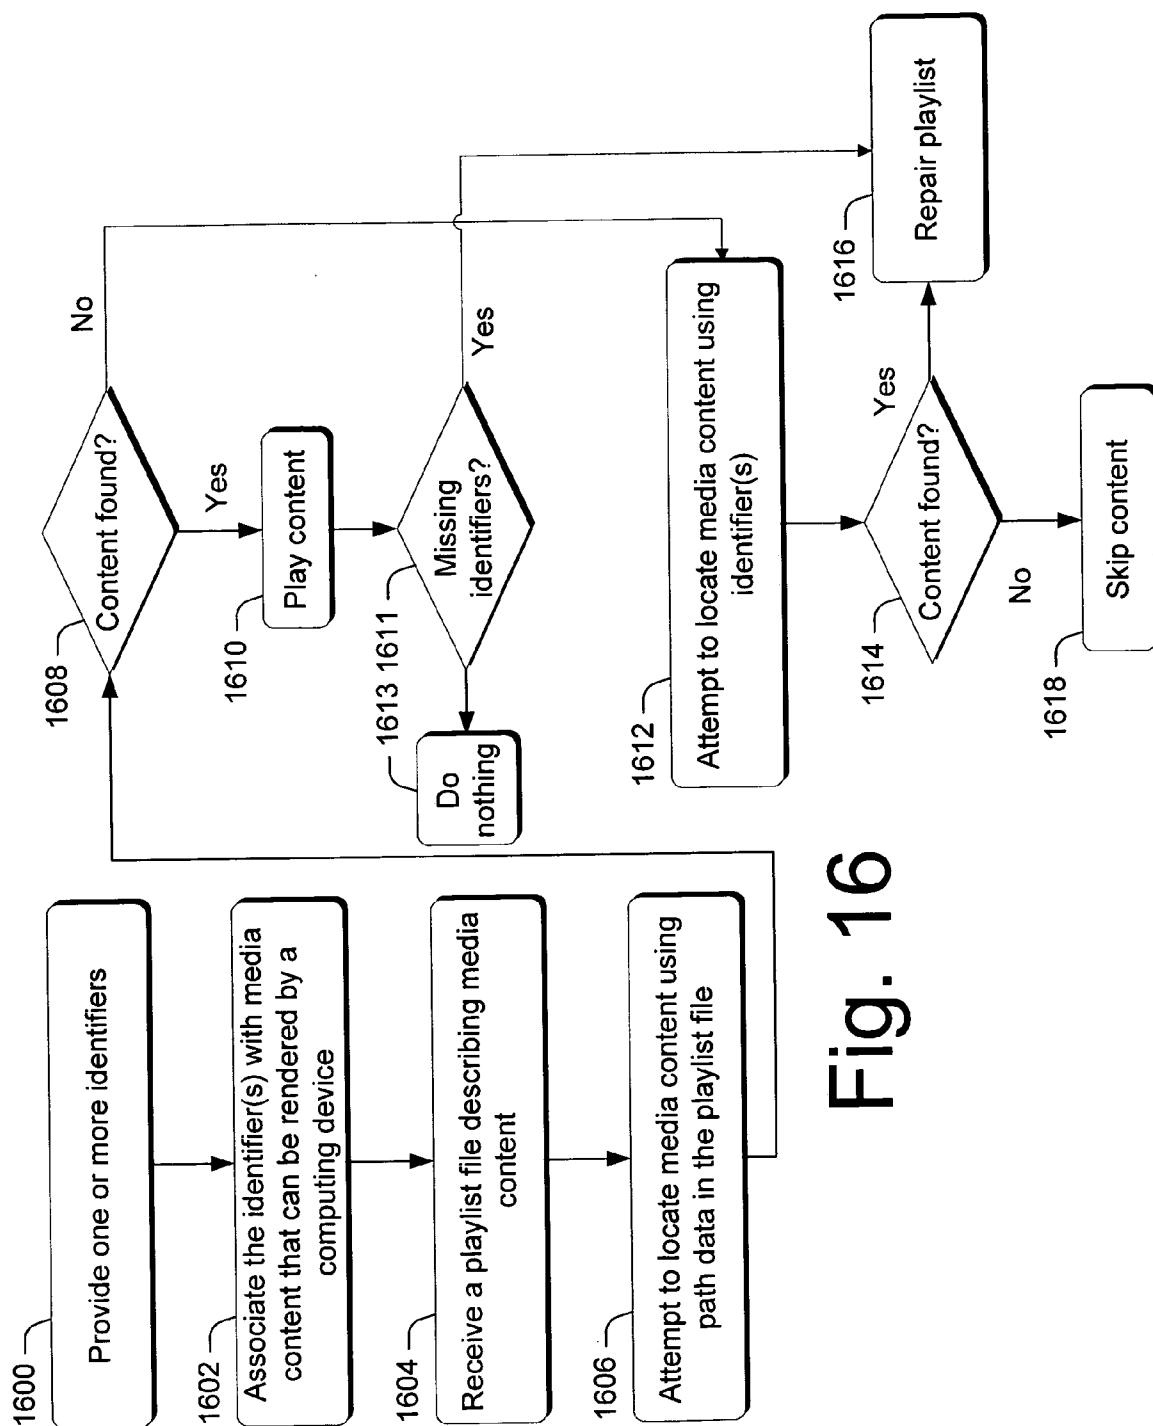 1600
Provide one or more identifiers
1602
Associate the identifier(s) with media
content that can be rendered by a
computing device
1604
Receive a playlist file describing media
content
1606
Attempt to locate media content using
path data in the playlist file
1608
Content found?
No
Yes
1610
Play content
1611
Missing
identifiers?
Yes
1613
Do
nothing
1612
Attempt to locate media content using
identifier(s)
1614
Content found?
Yes
No
1616
Repair playlist
1618
Skip content
Fig. 16